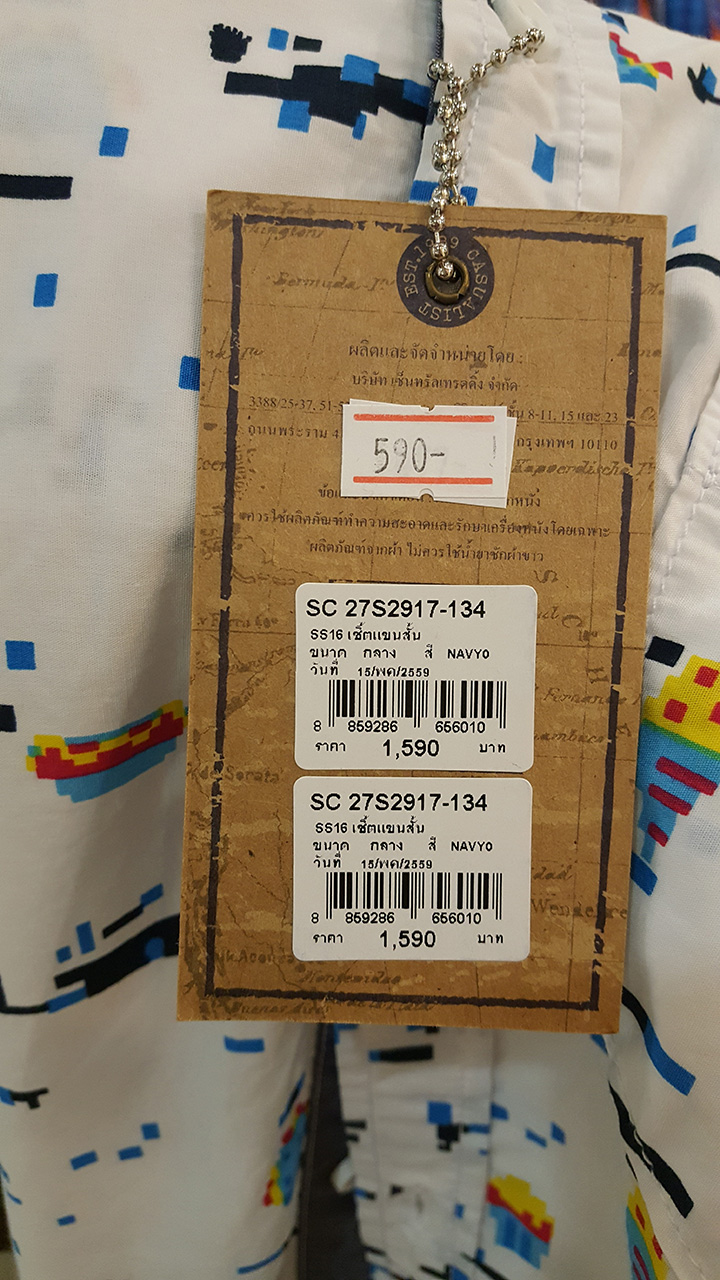 EST. 1969 CASUALIST
ผลิตและจัดจำหน่ายโดย :
บริษัท เซ็นทรัลเทรดดิ้ง จำกัด
3388/25-37, 51- ชั้น 8-11, 15 และ 23
ถนนพระราม 4 กรุงเทพฯ 10110
590-
ควรใช้ผลิตภัณฑ์ทำความสะอาดและรักษาเครื่องหนังโดยเฉพาะ
ผลิตภัณฑ์จากผ้า ไม่ควรใช้น้ำยาซักผ้าขาว
SC 27S2917-134
SS16 เชิ้ตแขนสั้น
ขนาด กลาง สี NAVY0
วันที่ 15/พค/2559
8 859286 656010
ราคา 1,590 บาท
SC 27S2917-134
SS16 เชิ้ตแขนสั้น
ขนาด กลาง สี NAVY0
วันที่ 15/พค/2559
8 859286 656010
ราคา 1,590 บาท